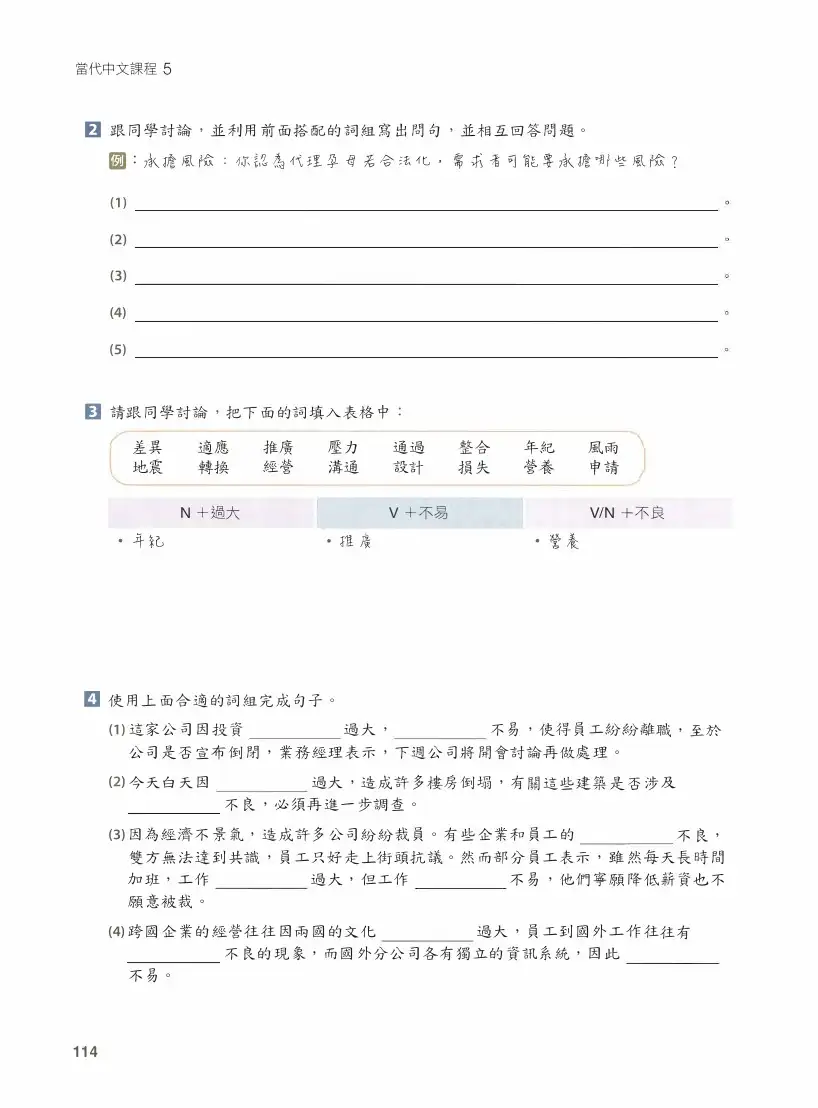 當代中文課程 5
2 跟同學討論，並利用前面搭配的詞組寫出問句，並相互回答問題。
例：承擔風險：你認為代理孕母若合法化，需求者可能要承擔哪些風險？
(1) 。
(2) 。
(3) 。
(4) 。
(5) 。
3 請跟同學討論，把下面的詞填入表格中：
差異 適應 推廣 壓力 通過 整合 年紀 風雨
地震 轉換 經營 溝通 設計 損失 營養 申請
N＋過大 V＋不易 V/N＋不良
• 年紀 • 推廣 • 營養
4 使用上面合適的詞組完成句子。
(1) 這家公司因投資 過大， 不易，使得員工紛紛離職，至於
公司是否宣布倒閉，業務經理表示，下週公司將開會討論再做處理。
(2) 今天白天因 過大，造成許多樓房倒塌，有關這些建築是否涉及
不良，必須再進一步調查。
(3) 因為經濟不景氣，造成許多公司紛紛裁員。有些企業和員工的 不良，
雙方無法達到共識，員工只好走上街頭抗議。然而部分員工表示，雖然每天長時間
加班，工作 過大，但工作 不易，他們寧願降低薪資也不
願意被裁。
(4) 跨國企業的經營往往因兩國的文化 過大，員工到國外工作往往有
不良的現象，而國外分公司各有獨立的資訊系統，因此
不易。
114